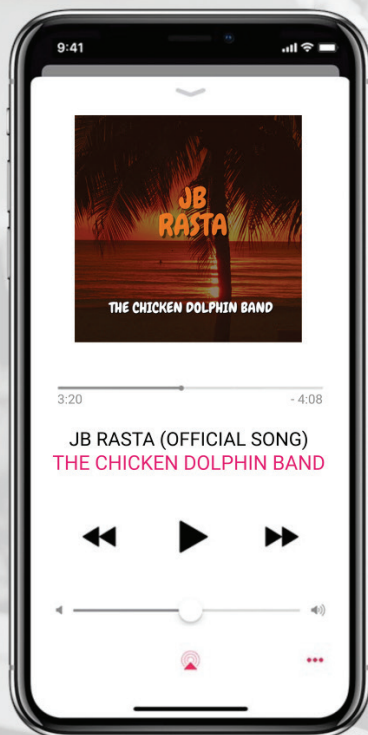 9:41
JB
RASTA
THE CHICKEN DOLPHIN BAND
3:20 - 4:08
JB RASTA (OFFICIAL SONG)
THE CHICKEN DOLPHIN BAND